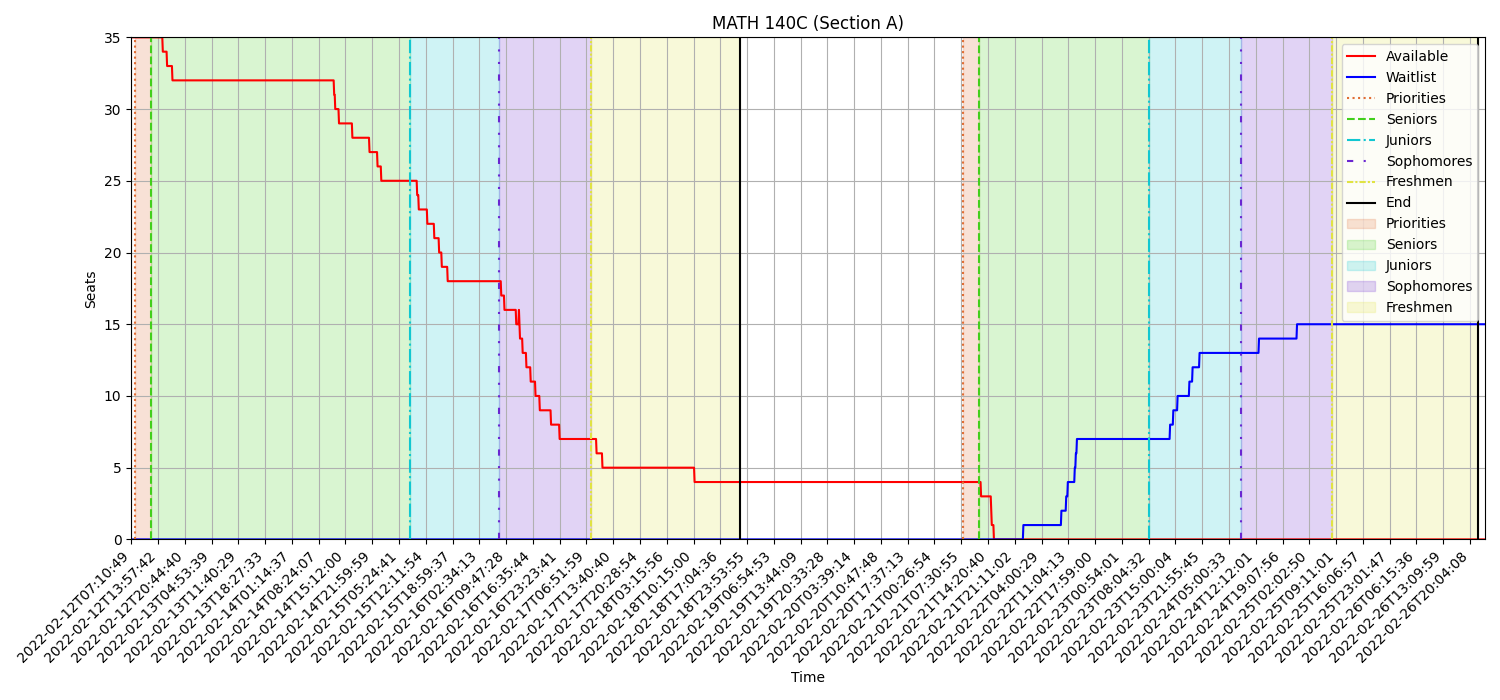 MATH 140C (Section A)
Seats
35
30
25
20
15
10
5
0
Available
Waitlist
Priorities
Seniors
Juniors
Sophomores
Freshmen
End
Priorities
Seniors
Juniors
Sophomores
Freshmen
2022-02-12T07:10:49
2022-02-12T13:57:42
2022-02-12T20:44:40
2022-02-13T04:53:39
2022-02-13T11:40:29
2022-02-13T18:27:33
2022-02-14T01:14:37
2022-02-14T08:24:07
2022-02-14T15:12:00
2022-02-14T21:59:59
2022-02-15T05:24:41
2022-02-15T12:11:54
2022-02-15T18:59:37
2022-02-16T02:34:13
2022-02-16T09:47:28
2022-02-16T16:35:44
2022-02-16T23:23:41
2022-02-17T06:51:59
2022-02-17T13:40:40
2022-02-17T20:28:54
2022-02-18T03:15:56
2022-02-18T10:15:00
2022-02-18T17:04:36
2022-02-18T23:53:55
2022-02-19T06:54:53
2022-02-19T13:44:09
2022-02-19T20:33:28
2022-02-20T03:39:14
2022-02-20T10:47:48
2022-02-20T17:37:13
2022-02-21T00:26:54
2022-02-21T07:30:55
2022-02-21T14:20:40
2022-02-21T21:11:02
2022-02-22T04:00:29
2022-02-22T11:04:13
2022-02-22T17:59:00
2022-02-23T00:54:01
2022-02-23T08:04:32
2022-02-23T15:00:04
2022-02-23T21:55:45
2022-02-24T05:00:33
2022-02-24T12:12:01
2022-02-24T19:07:56
2022-02-25T02:02:50
2022-02-25T09:11:01
2022-02-25T16:06:57
2022-02-25T23:01:47
2022-02-26T06:15:36
2022-02-26T13:09:59
2022-02-26T20:04:08
Time